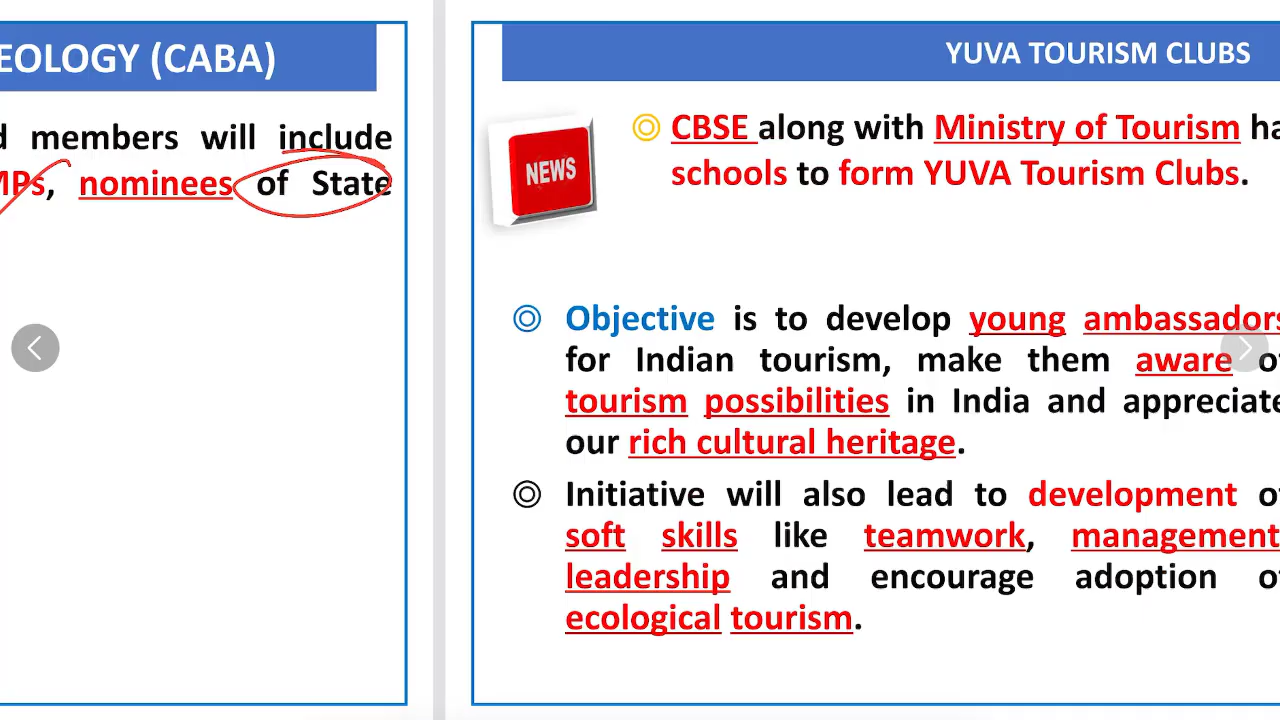 EOLOGY (CABA)
members will include
MPs, nominees of State
YUVA TOURISM CLUBS
NEWS
CBSE along with Ministry of Tourism ha
schools to form YUVA Tourism Clubs.
Objective is to develop young ambassadors
for Indian tourism, make them aware of
tourism possibilities in India and appreciate
our rich cultural heritage.
Initiative will also lead to development of
soft skills like teamwork, management,
leadership and encourage adoption of
ecological tourism.